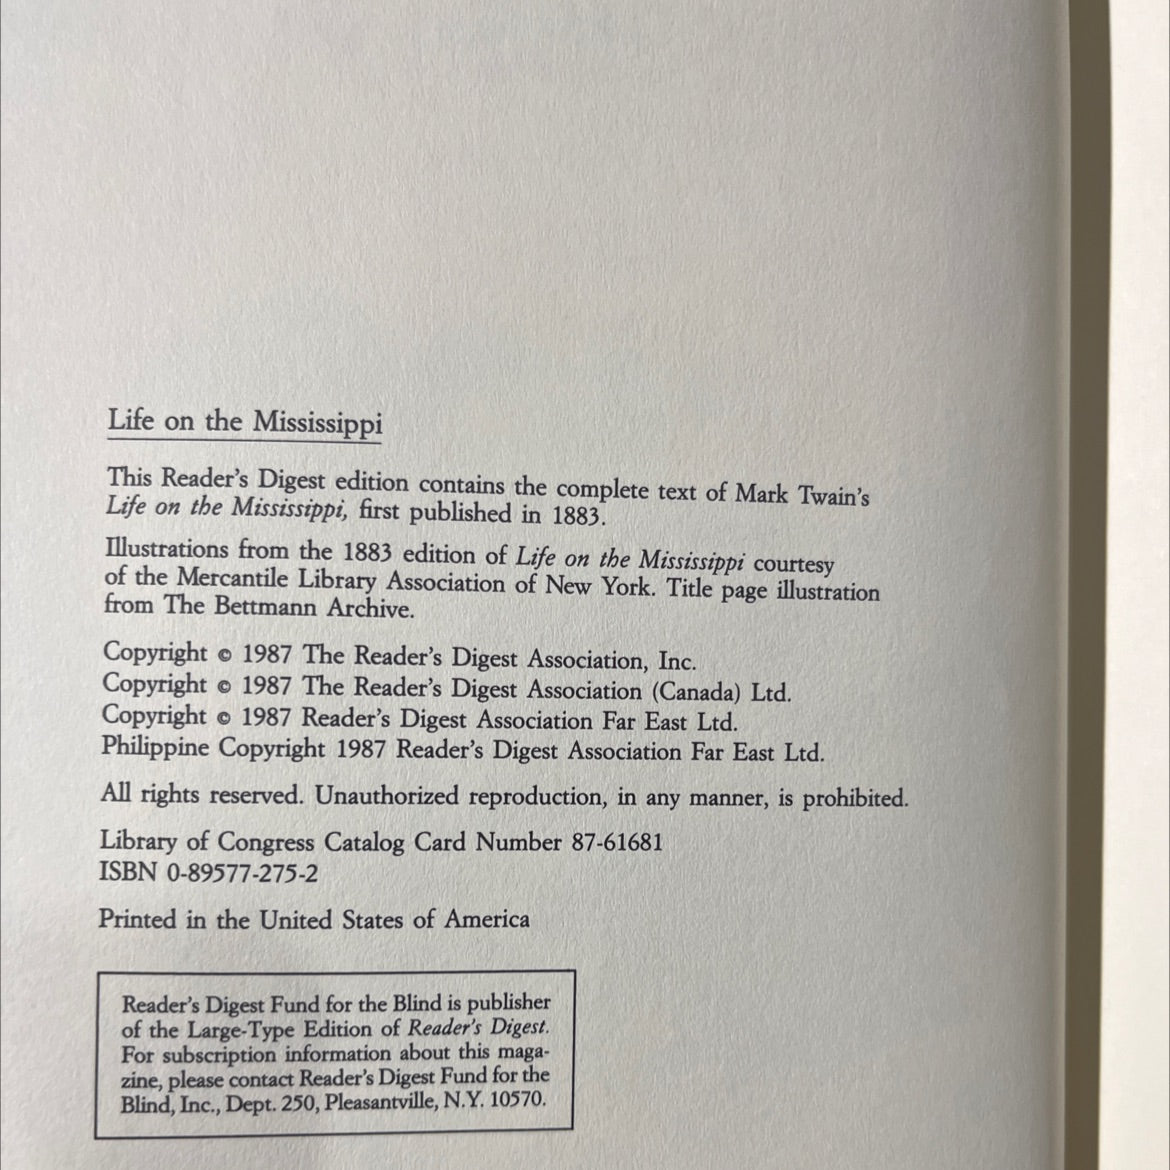 Life on the Mississippi
This Reader's Digest edition contains the complete text of Mark Twain's
Life on the Mississippi, first published in 1883.
Illustrations from the 1883 edition of Life on the Mississippi courtesy
of the Mercantile Library Association of New York. Title page illustration
from The Bettmann Archive.
Copyright © 1987 The Reader's Digest Association, Inc.
Copyright © 1987 The Reader's Digest Association (Canada) Ltd.
Copyright © 1987 Reader's Digest Association Far East Ltd.
Philippine Copyright 1987 Reader's Digest Association Far East Ltd.
All rights reserved. Unauthorized reproduction, in any manner, is prohibited.
Library of Congress Catalog Card Number 87-61681
ISBN 0-89577-275-2
Printed in the United States of America
Reader's Digest Fund for the Blind is publisher
of the Large-Type Edition of Reader's Digest.
For subscription information about this maga-
zine, please contact Reader's Digest Fund for the
Blind, Inc., Dept. 250, Pleasantville, N.Y. 10570.